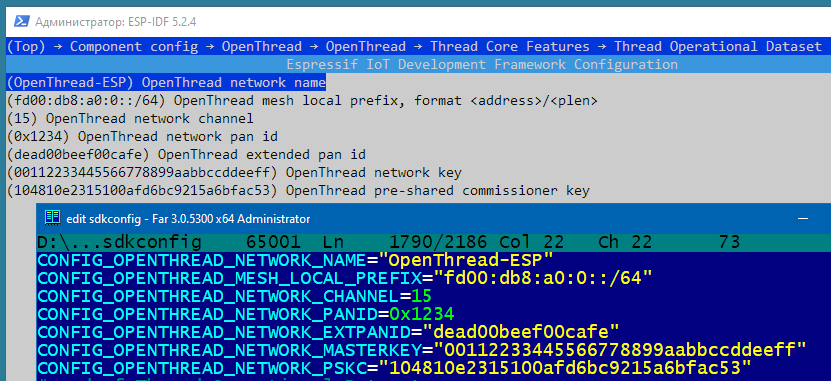 Администратор: ESP-IDF 5.2.4
(Top) → Component config → OpenThread → OpenThread → Thread Core Features → Thread Operational Dataset
Espressif IoT Development Framework Configuration
(OpenThread-ESP) OpenThread network name
(fd00:db8:a0:0::/64) OpenThread mesh local prefix, format <address>/<plen>
(15) OpenThread network channel
(0x1234) OpenThread network pan id
(dead00beef00cafe) OpenThread extended pan id
(00112233445566778899aabbccddeeff) OpenThread network key
(104810e2315100afd6bc9215a6bfac53) OpenThread pre-shared commissioner key
edit sdkconfig - Far 3.0.5300 x64 Administrator
D:\...sdkconfig 65001 Ln 1790/2186 Col 22 Ch 22 73
CONFIG_OPENTHREAD_NETWORK_NAME="OpenThread-ESP"
CONFIG_OPENTHREAD_MESH_LOCAL_PREFIX="fd00:db8:a0:0::/64"
CONFIG_OPENTHREAD_NETWORK_CHANNEL=15
CONFIG_OPENTHREAD_NETWORK_PANID=0x1234
CONFIG_OPENTHREAD_NETWORK_EXTPANID="dead00beef00cafe"
CONFIG_OPENTHREAD_NETWORK_MASTERKEY="00112233445566778899aabbccddeeff"
CONFIG_OPENTHREAD_NETWORK_PSKC="104810e2315100afd6bc9215a6bfac53"